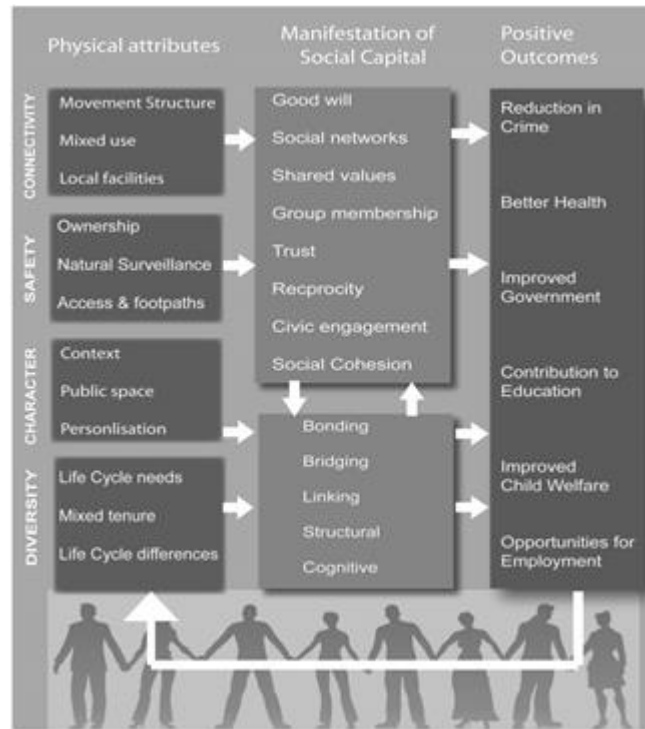 Physical attributes
Manifestation of
Social Capital
Positive
Outcomes
CONNECTIVITY
Movement Structure
Mixed use
Local facilities
SAFETY
Ownership
Natural Surveillance
Access & footpaths
CHARACTER
Context
Public space
Personlisation
DIVERSITY
Life Cycle needs
Mixed tenure
Life Cycle differences
Good will
Social networks
Shared values
Group membership
Trust
Recprocity
Civic engagement
Social Cohesion
Bonding
Bridging
Linking
Structural
Cognitive
Reduction in
Crime
Better Health
Improved
Government
Contribution to
Education
Improved
Child Welfare
Opportunities for
Employment